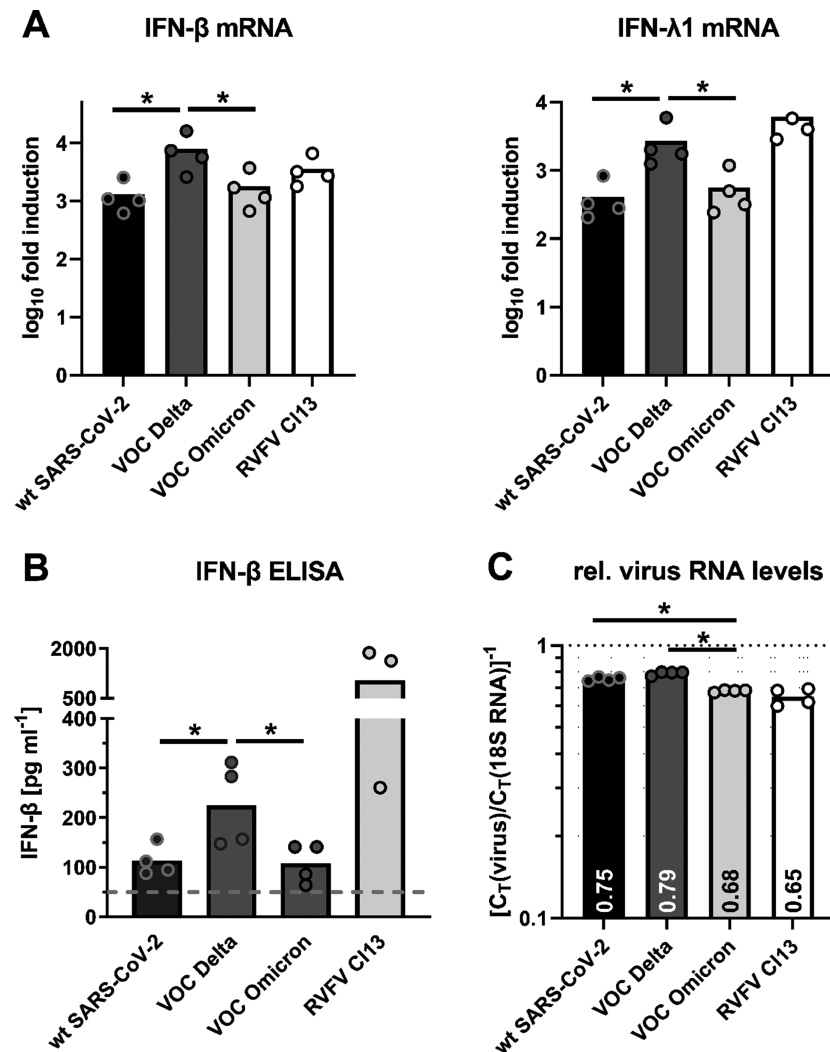 A
IFN-β mRNA
IFN-λ1 mRNA
*
*
*
*
log10 fold induction
4
3
2
1
0
log10 fold induction
4
3
2
1
0
wt SARS-CoV-2
VOC Delta
VOC Omicron
RVFV Cl13
wt SARS-CoV-2
VOC Delta
VOC Omicron
RVFV Cl13
B
IFN-β ELISA
C
rel. virus RNA levels
IFN-β [pg ml-1]
2000
500
400
300
200
100
0
*
*
[CT(virus)/CT(18S RNA)]-1
1
0.1
*
*
0.75
0.79
0.68
0.65
wt SARS-CoV-2
VOC Delta
VOC Omicron
RVFV Cl13
wt SARS-CoV-2
VOC Delta
VOC Omicron
RVFV Cl13